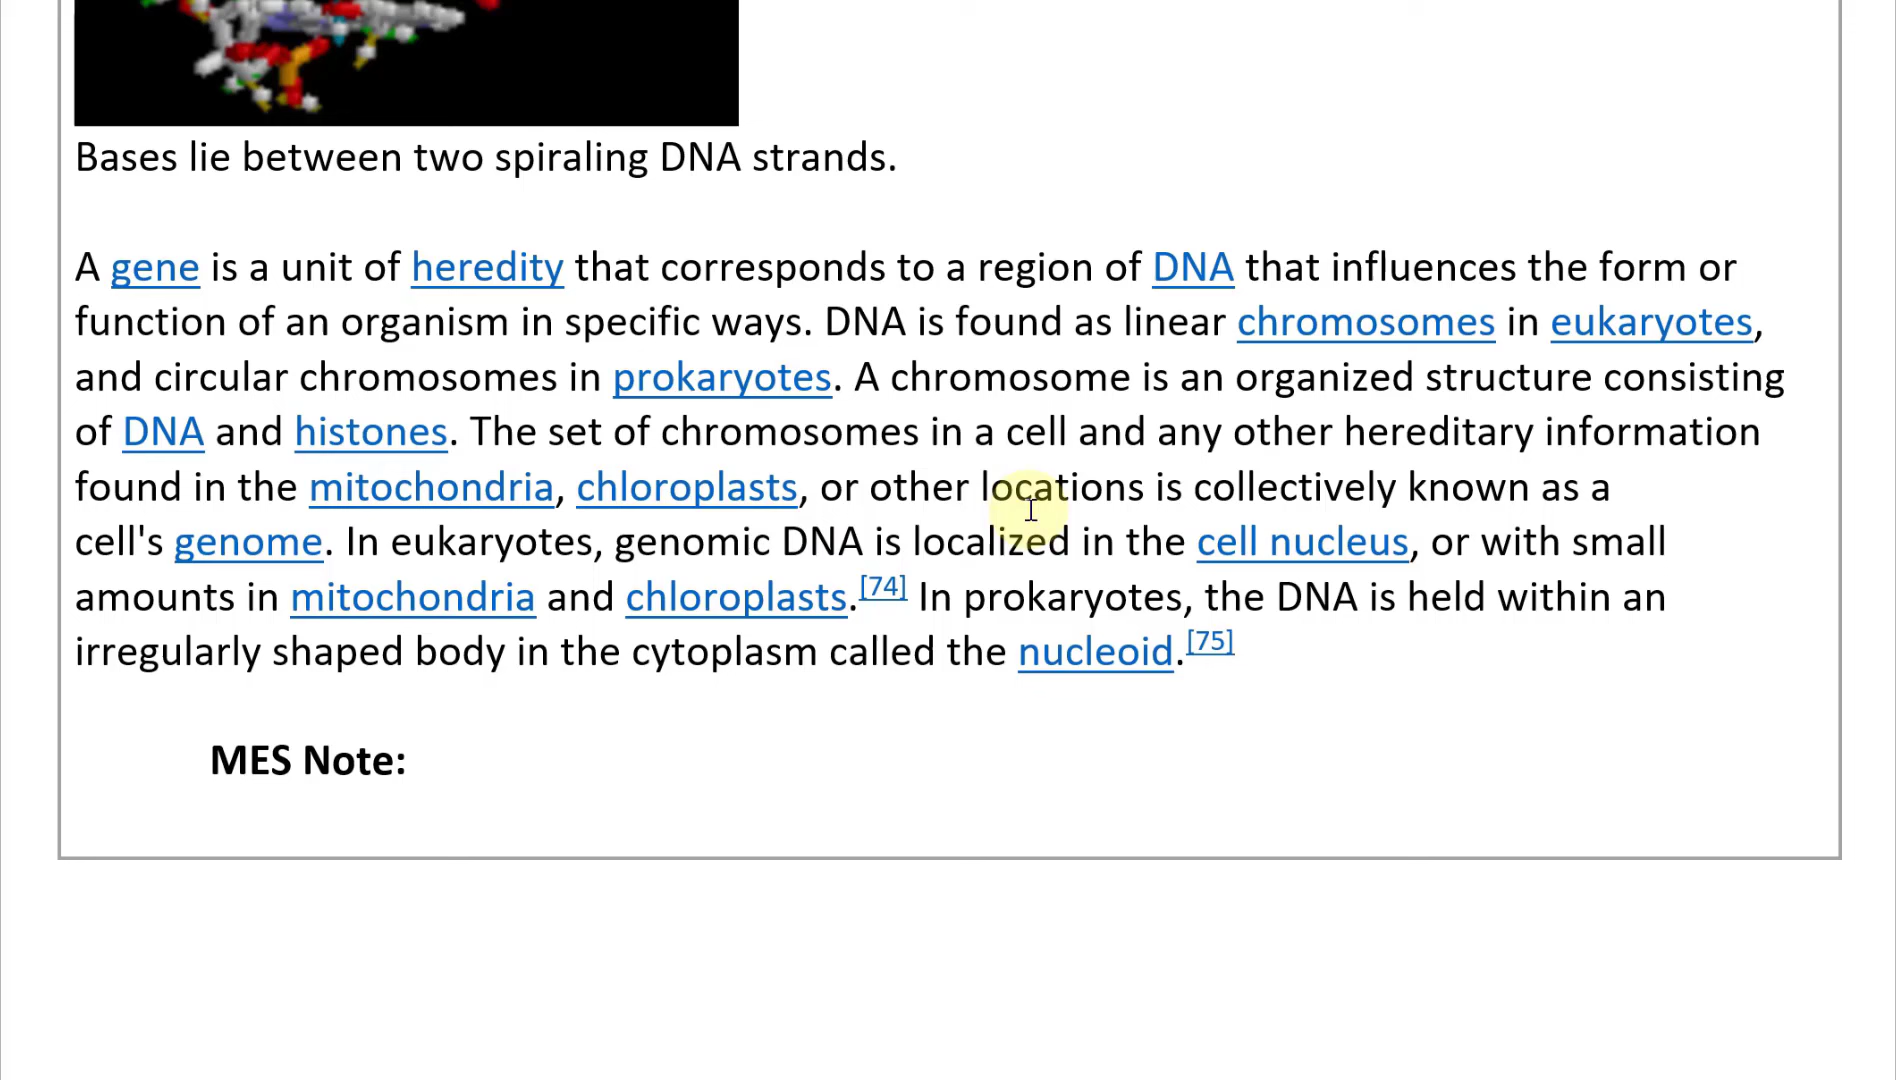 Bases lie between two spiraling DNA strands.
A gene is a unit of heredity that corresponds to a region of DNA that influences the form or
function of an organism in specific ways. DNA is found as linear chromosomes in eukaryotes,
and circular chromosomes in prokaryotes. A chromosome is an organized structure consisting
of DNA and histones. The set of chromosomes in a cell and any other hereditary information
found in the mitochondria, chloroplasts, or other locations is collectively known as a
cell's genome. In eukaryotes, genomic DNA is localized in the cell nucleus, or with small
amounts in mitochondria and chloroplasts.[74] In prokaryotes, the DNA is held within an
irregularly shaped body in the cytoplasm called the nucleoid.[75]
MES Note: